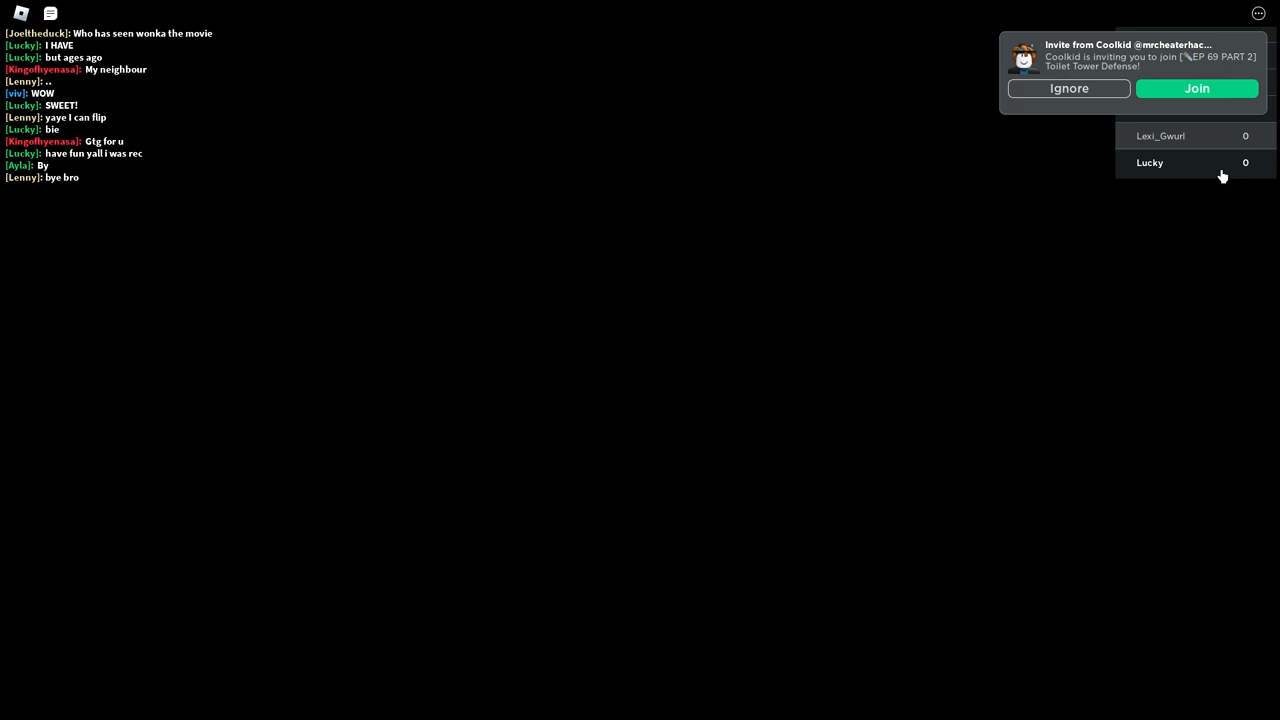 [Joeltheduck]: Who has seen wonka the movie
[Lucky]: I HAVE
[Lucky]: but ages ago
[Kingofhyenasa]: My neighbour
[Lenny]: ..
[viv]: WOW
[Lucky]: SWEET!
[Lenny]: yaye I can flip
[Lucky]: bie
[Kingofhyenasa]: Gtg for u
[Lucky]: have fun yall i was rec
[Ayla]: By
[Lenny]: bye bro
Invite from Coolkid @mrcheaterhac...
Coolkid is inviting you to join [🔪EP 69 PART 2]
Toilet Tower Defense!
Ignore Join
Lexi_Gwurl 0
Lucky 0